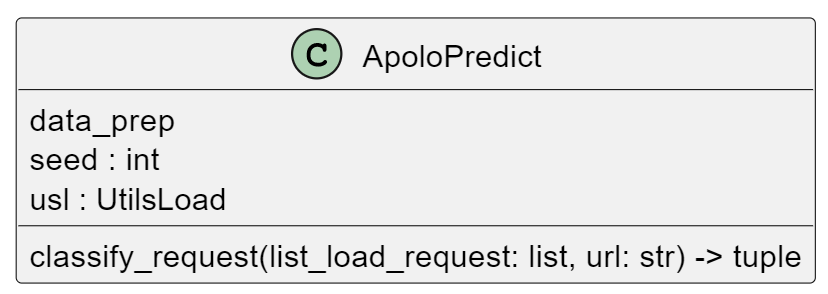 C ApoloPredict
data_prep
seed : int
usl : UtilsLoad
classify_request(list_load_request: list, url: str) -> tuple